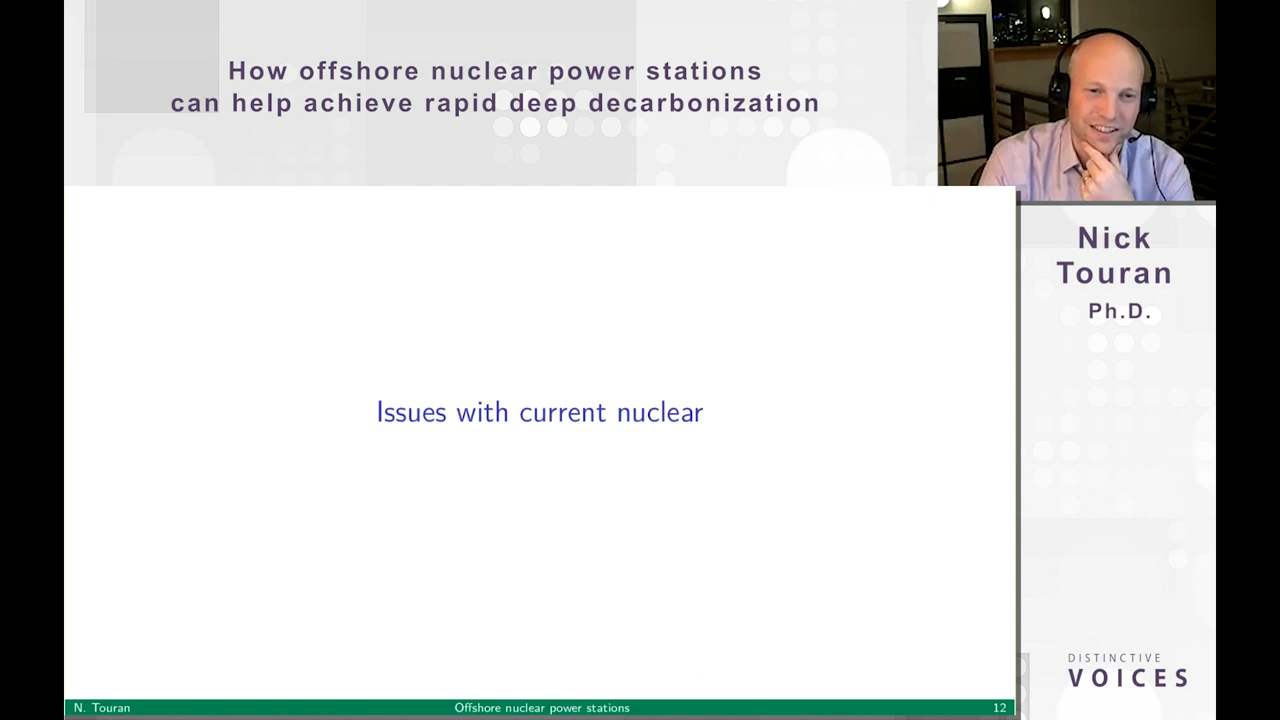 How offshore nuclear power stations
can help achieve rapid deep decarbonization
Nick
Touran
Ph.D.
Issues with current nuclear
DISTINCTIVE
VOICES
N. Touran
Offshore nuclear power stations
12